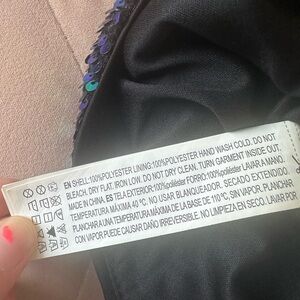 EN SHELL:100%POLYESTER LINING:100%POLYESTER HAND WASH COLD. DO NOT
BLEACH, DRY FLAT. IRON LOW. DO NOT DRY CLEAN. TURN GARMENT INSIDE OUT.
MADE IN CHINA. ES TELA EXTERIOR:100%poliéster FORRO:100%poliéster LAVAR A MANO.
TEMPERATURA MÁXIMA 40 °C. NO USAR BLANQUEADOR. SECADO EXTENDIDO.
PLANCHAR A UNA TEMPERATURA MÁXIMA DE LA BASE DE 110°C, SIN VAPOR. PLANCHAR
CON VAPOR PUEDE CAUSAR DAÑO IRREVERSIBLE. NO LIMPIEZA EN SECO. LAVAR POR